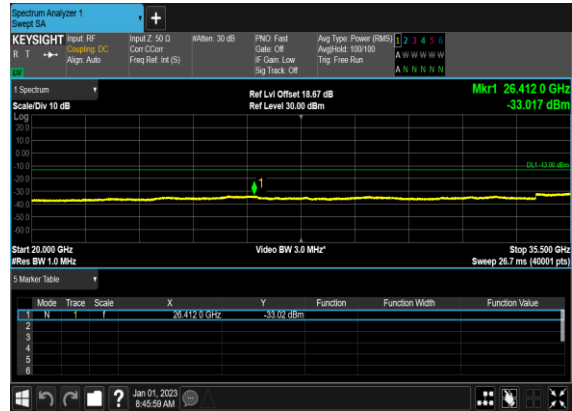 Spectrum Analyzer 1
Swept SA
+
KEYSIGHT Input: RF Input Z: 50 Ω #Atten: 30 dB PNO: Fast Avg Type: Power (RMS) 1 2 3 4 5 6
R T Coupling: DC Corr CCorr Gate: Off Avg|Hold: 100/100 A W W W W W
Align: Auto Freq Ref: Int (S) IF Gain: Low Trig: Free Run
Sig Track: Off A N N N N N
1 Spectrum
Scale/Div 10 dB
Ref Lvl Offset 18.67 dB
Ref Level 30.00 dBm
Mkr1 26.412 0 GHz
-33.017 dBm
Log
20.0
10.0
0.00
-10.0
DL1 -13.00 dBm
-20.0
1
-30.0
-40.0
-50.0
-60.0
Start 20.000 GHz Video BW 3.0 MHz* Stop 35.500 GHz
#Res BW 1.0 MHz Sweep 26.7 ms (40001 pts)
5 Marker Table
Mode Trace Scale X Y Function Function Width Function Value
1 N 1 f 26.412 0 GHz -33.02 dBm
2
3
4
5
6
? Jan 01, 2023
8:45:59 AM